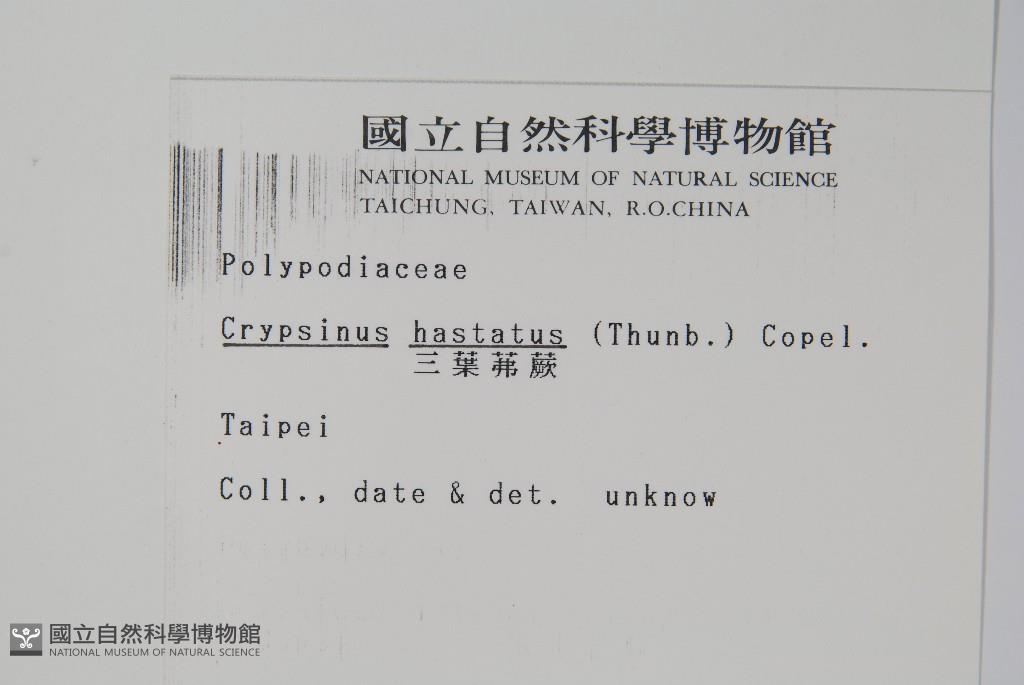 國立自然科學博物館
NATIONAL MUSEUM OF NATURAL SCIENCE
TAICHUNG, TAIWAN, R.O.CHINA
Polypodiaceae
Crypsinus hastatus (Thunb.) Copel.
三葉茀蕨
Taipei
Coll., date & det. unknow
國立自然科學博物館
NATIONAL MUSEUM OF NATURAL SCIENCE